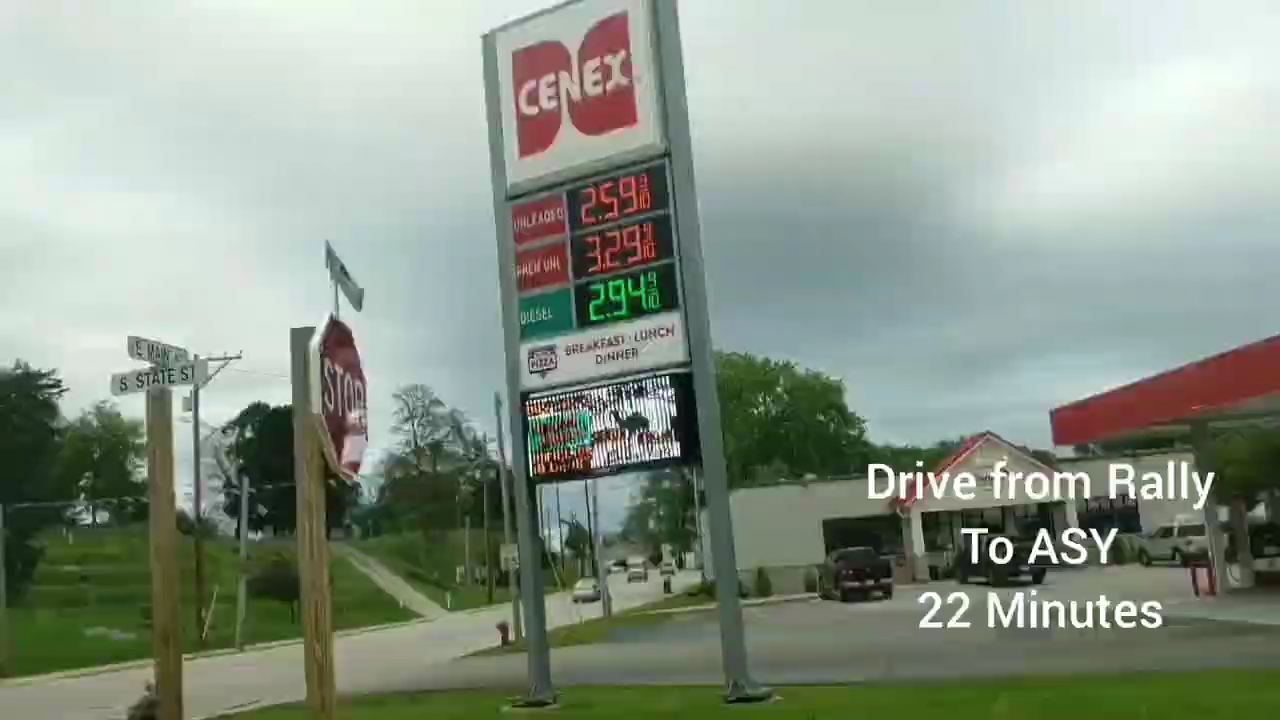 CENEX
UNLEADED 2.59 9/10
PREM UNL 3.29 9/10
DIESEL 2.94 9/10
PIZZA
BREAKFAST · LUNCH
DINNER
E MAIN
S STATE ST
STOP
Drive from Rally
To ASY
22 Minutes